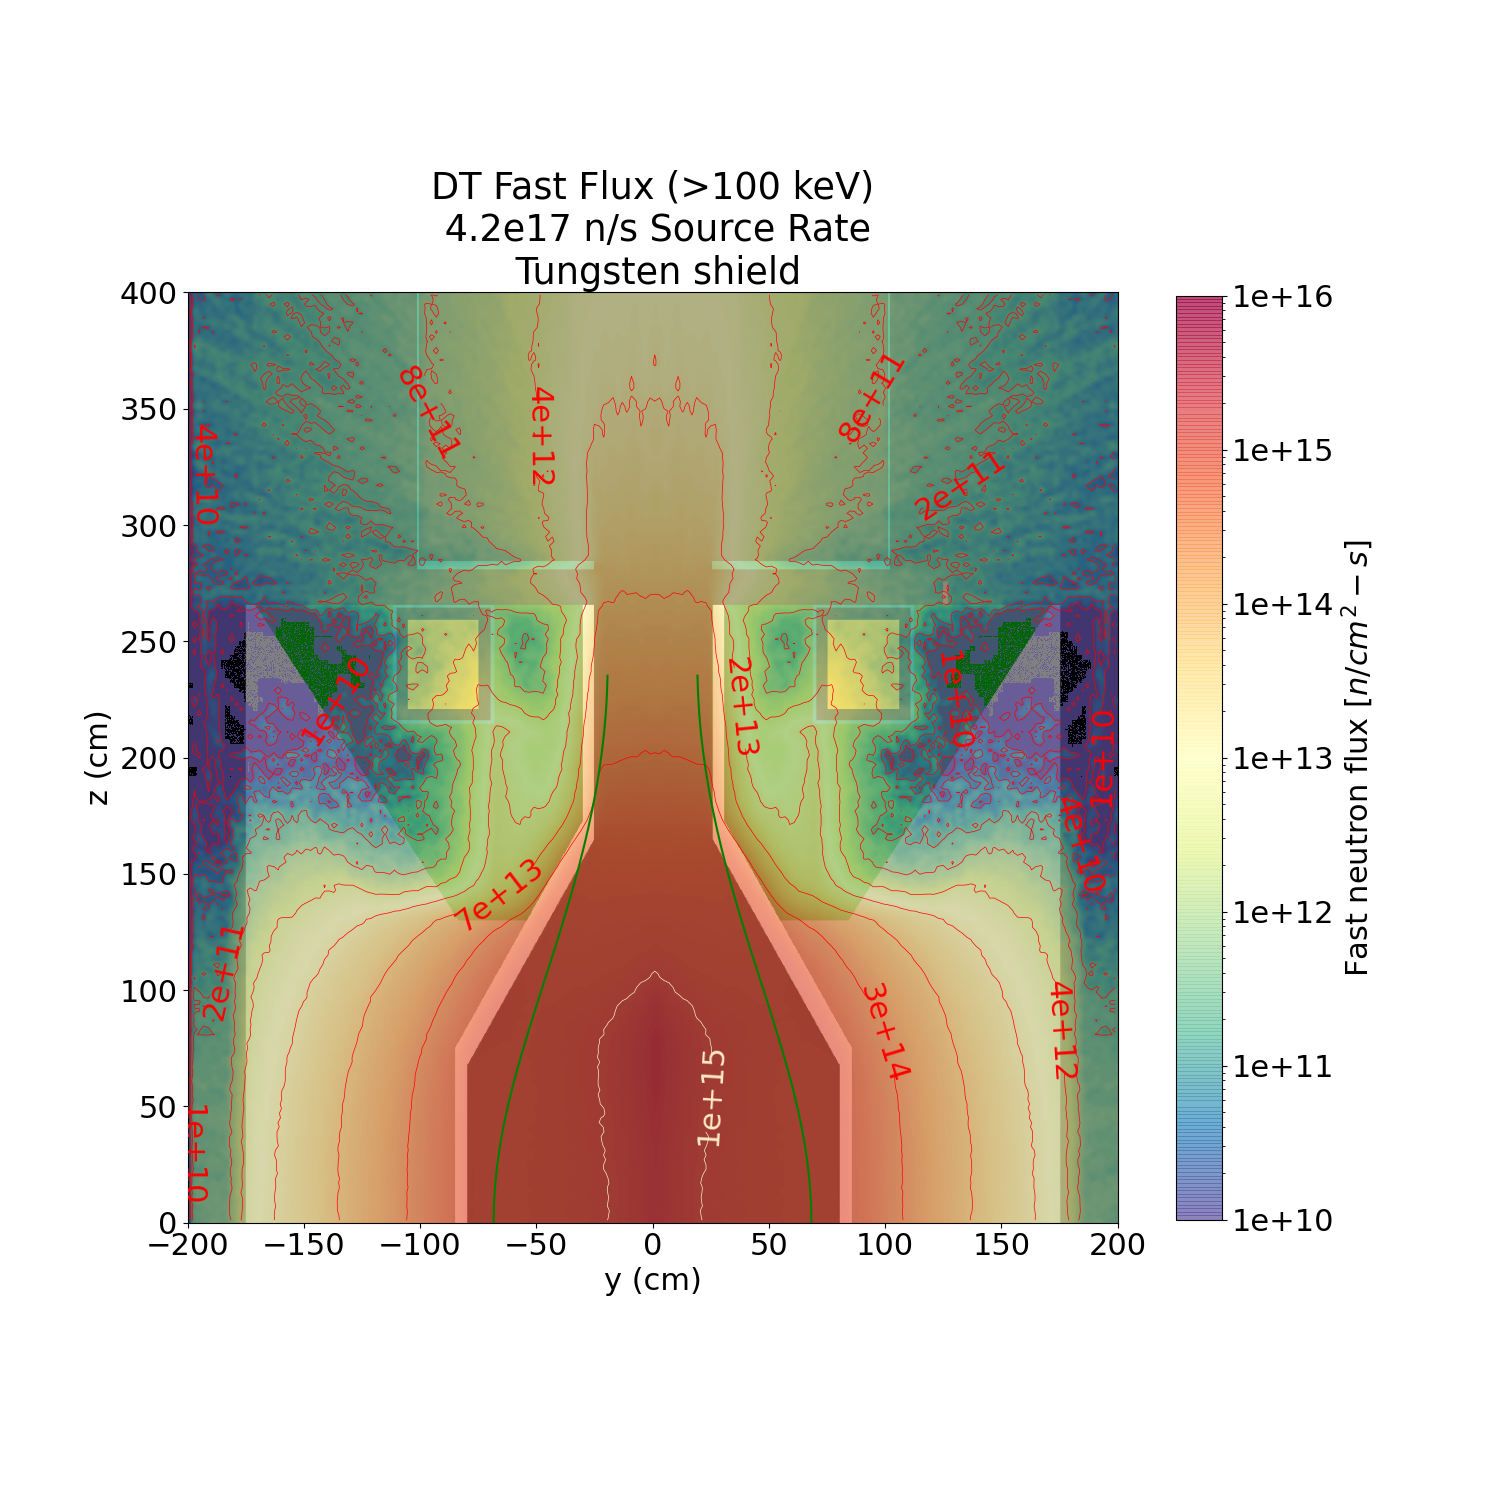 DT Fast Flux (>100 keV)
4.2e17 n/s Source Rate
Tungsten shield
400
350
300
250
200
150
100
50
0
z (cm)
−200
−150
−100
−50
0
50
100
150
200
y (cm)
8e+11
4e+12
8e+11
2e+11
4e+10
1e+10
2e+13
1e+10
1e+10
4e+10
7e+13
2e+11
3e+14
4e+12
1e+15
1e+10
1e+16
1e+15
1e+14
1e+13
1e+12
1e+11
1e+10
Fast neutron flux [n/cm² − s]